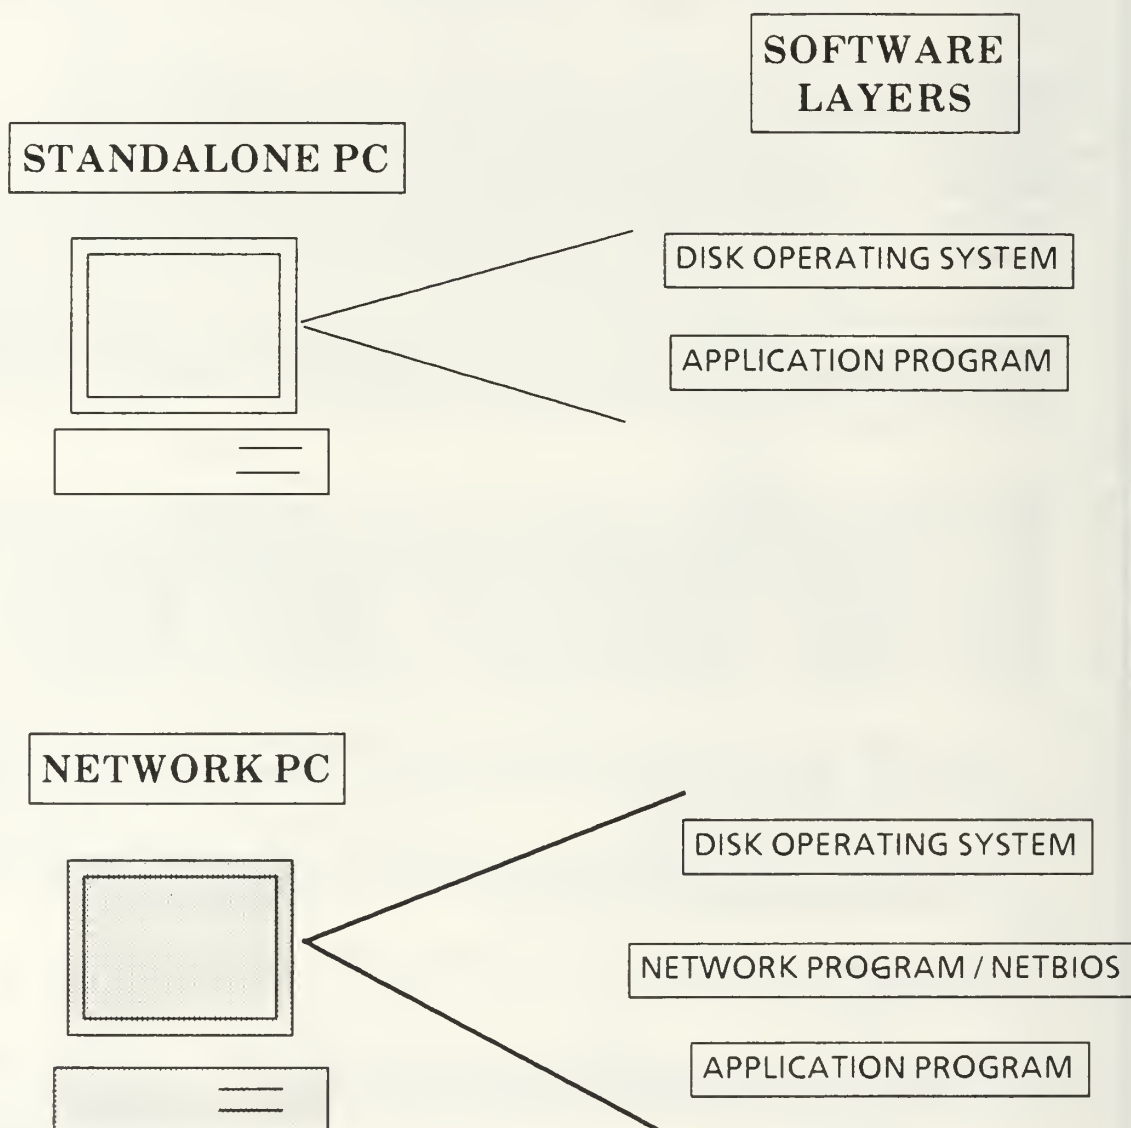 SOFTWARE
LAYERS
STANDALONE PC
DISK OPERATING SYSTEM
APPLICATION PROGRAM
NETWORK PC
DISK OPERATING SYSTEM
NETWORK PROGRAM / NETBIOS
APPLICATION PROGRAM